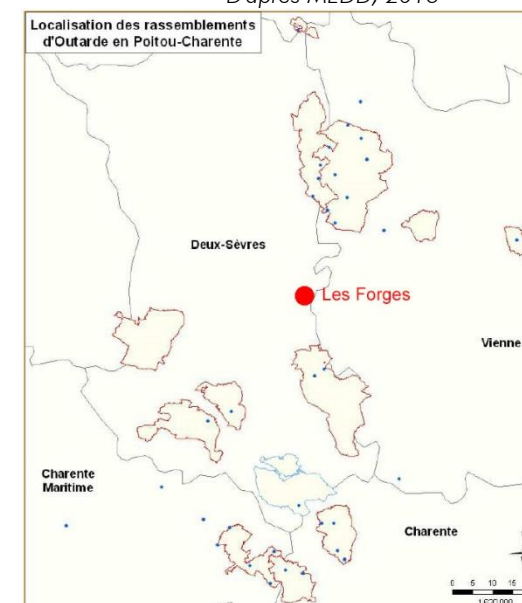 D'après MEDD, 2010
Localisation des rassemblements
d'Outarde en Poitou-Charente
Deux-Sèvres
Les Forges
Vienne
Charente
Maritime
Charente
0 5 10 15